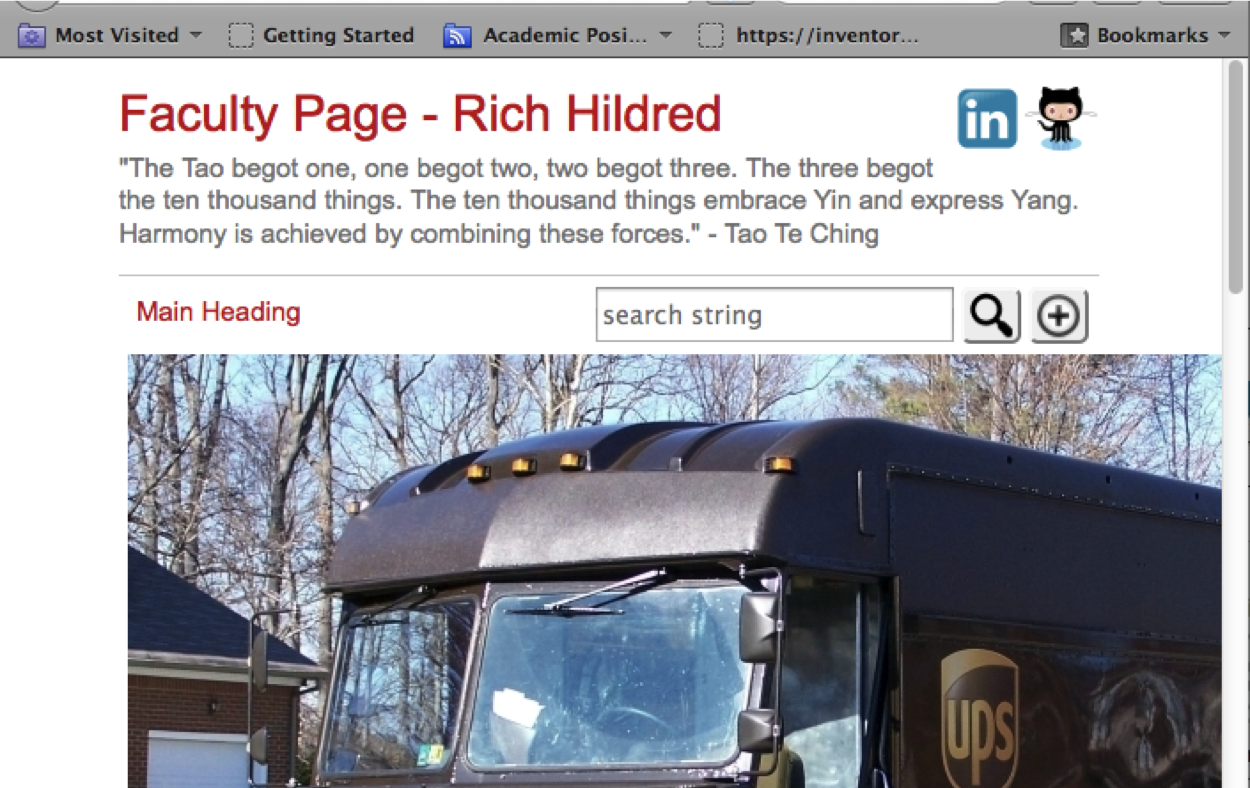 Most Visited Getting Started Academic Posi... https://inventor... Bookmarks
Faculty Page - Rich Hildred in
"The Tao begot one, one begot two, two begot three. The three begot
the ten thousand things. The ten thousand things embrace Yin and express Yang.
Harmony is achieved by combining these forces." - Tao Te Ching
Main Heading search string
ups